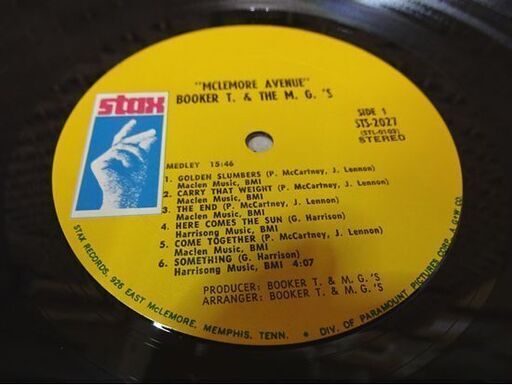 "MCLEMORE AVENUE"
BOOKER T. & THE M. G. 'S
stax
SIDE 1
STS-2027
(STL-0103)
STEREO
MEDLEY 15:46
1. GOLDEN SLUMBERS (P. McCartney, J. Lennon)
Maclen Music, BMI
2. CARRY THAT WEIGHT (P. McCartney, J. Lennon)
Maclen Music, BMI
3. THE END (P. McCartney, J. Lennon)
Maclen Music, BMI
4. HERE COMES THE SUN (G. Harrison)
Harrisong Music, BMI
5. COME TOGETHER (P. McCartney, J. Lennon)
Maclen Music, BMI
6. SOMETHING (G. Harrison)
Harrisong Music, BMI 4:07
PRODUCER: BOOKER T. & M. G. 'S
ARRANGER: BOOKER T. & M. G. 'S
STAX RECORDS, 926 EAST McLEMORE, MEMPHIS, TENN. • DIV. OF PARAMOUNT PICTURES CORP. A G+W CO.